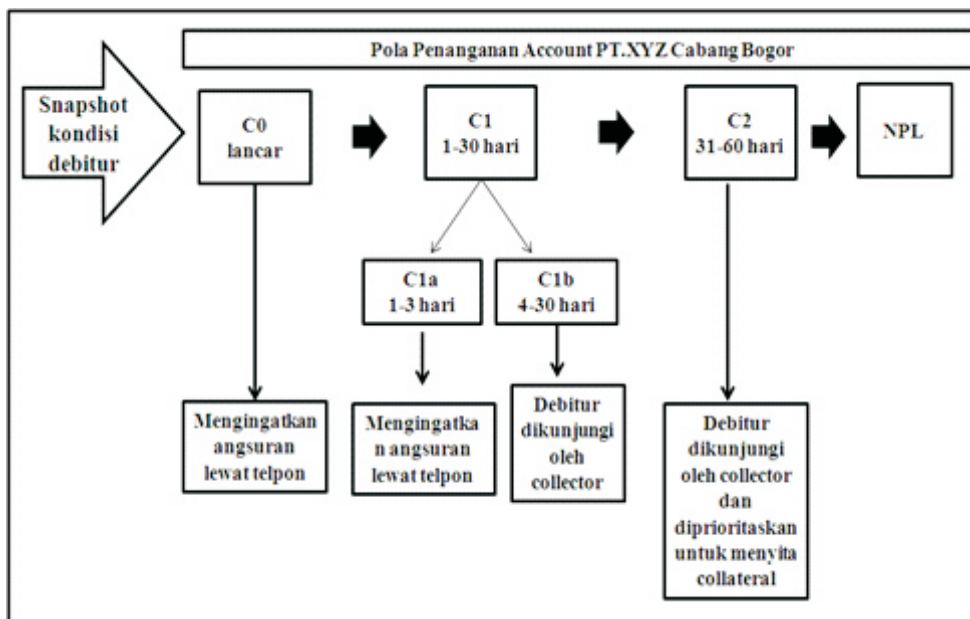 Pola Penanganan Account PT.XYZ Cabang Bogor
Snapshot
kondisi
debitur
C0
lancar
C1
1-30 hari
C2
31-60 hari
NPL
C1a
1-3 hari
C1b
4-30 hari
Mengingatkan
angsuran
lewat telpon
Mengingatka
n angsuran
lewat telpon
Debitur
dikunjungi
oleh
collector
Debitur
dikunjungi
oleh collector
dan
diprioritaskan
untuk menyita
collateral